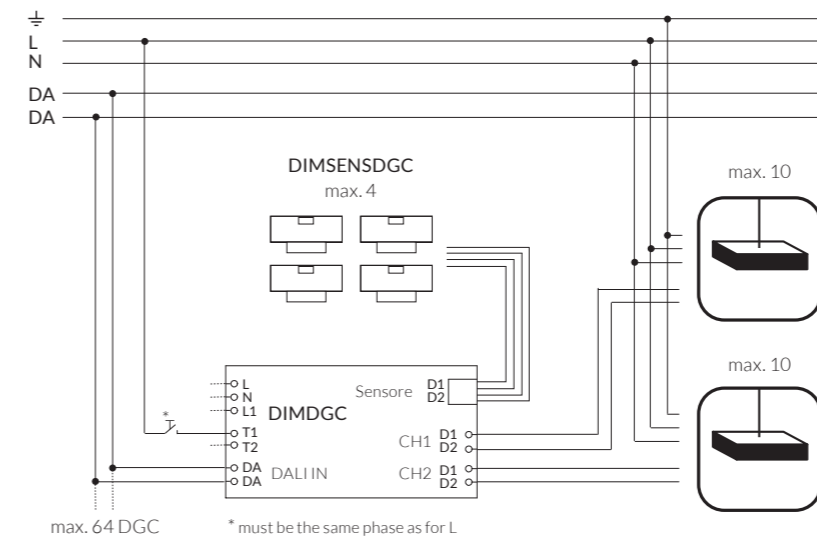 ⏚
L
N
DA
DA
DIMSENSDGC
max. 4
max. 10
max. 10
L
N
L1
T1
T2
DA
DA
DIMDGC
DALI IN
Sensore
D1
D2
CH1
D1
D2
CH2
D1
D2
*
max. 64 DGC
* must be the same phase as for L